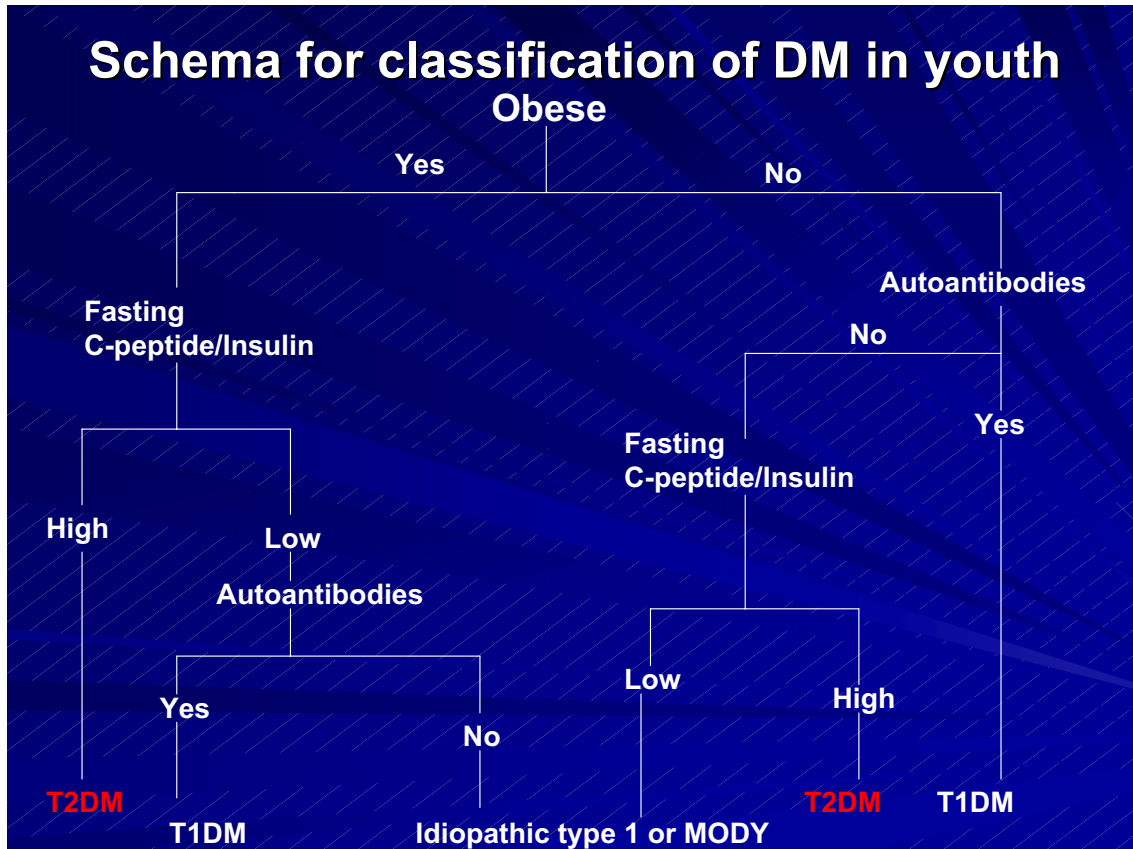 Schema for classification of DM in youth
Obese
Yes
No
Autoantibodies
Fasting
C-peptide/Insulin
No
Yes
Fasting
C-peptide/Insulin
High
Low
Autoantibodies
Low
High
Yes
No
T2DM
T2DM
T1DM
T1DM
Idiopathic type 1 or MODY